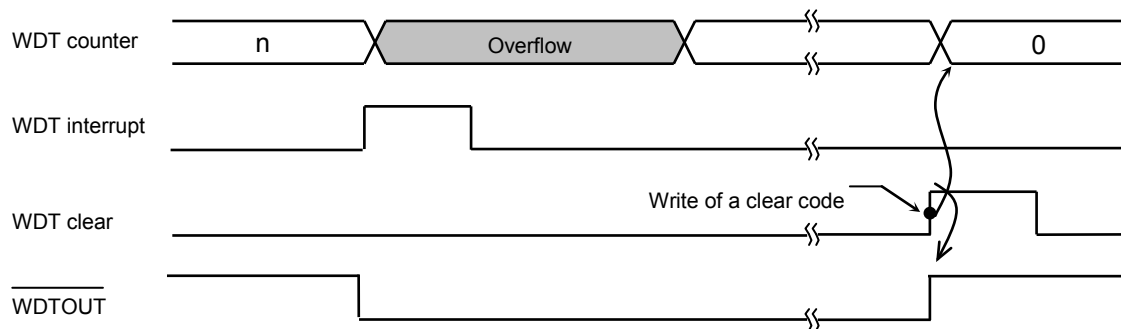 WDT counter
n
Overflow
0
WDT interrupt
Write of a clear code
WDT clear
WDTOUT